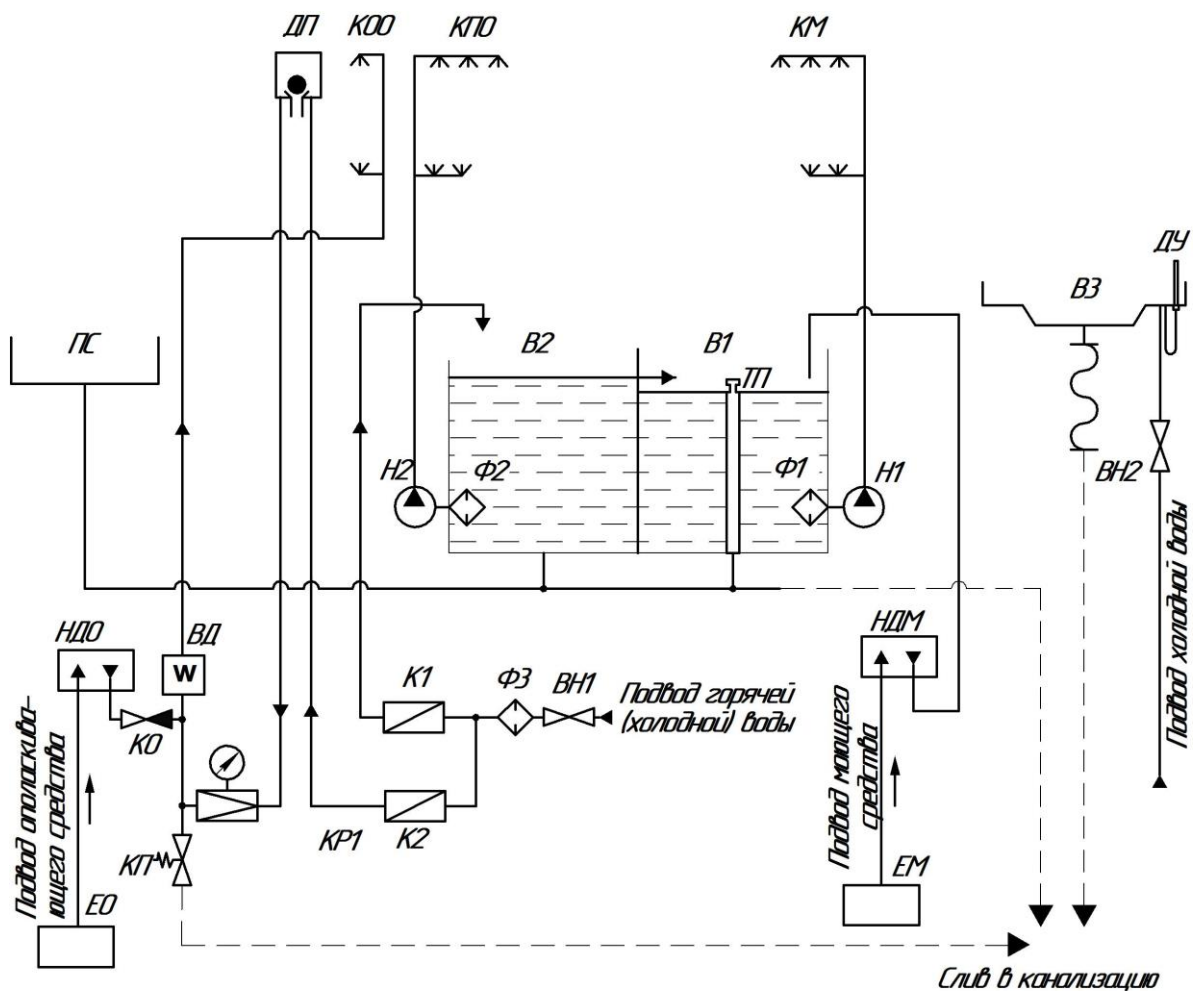 ДП
КОО
КПО
КМ
ДУ
В3
ПС
В2
В1
ТП
Н2
Ф2
Ф1
Н1
ВН2
Подвод холодной воды
НДО
ВД
W
КО
К1
Ф3
ВН1
Подвод горячей
(холодной) воды
НДМ
Подвод ополаскива-
ющего средства
КР1
К2
КП
ЕО
Подвод моющего
средства
ЕМ
Слив в канализацию